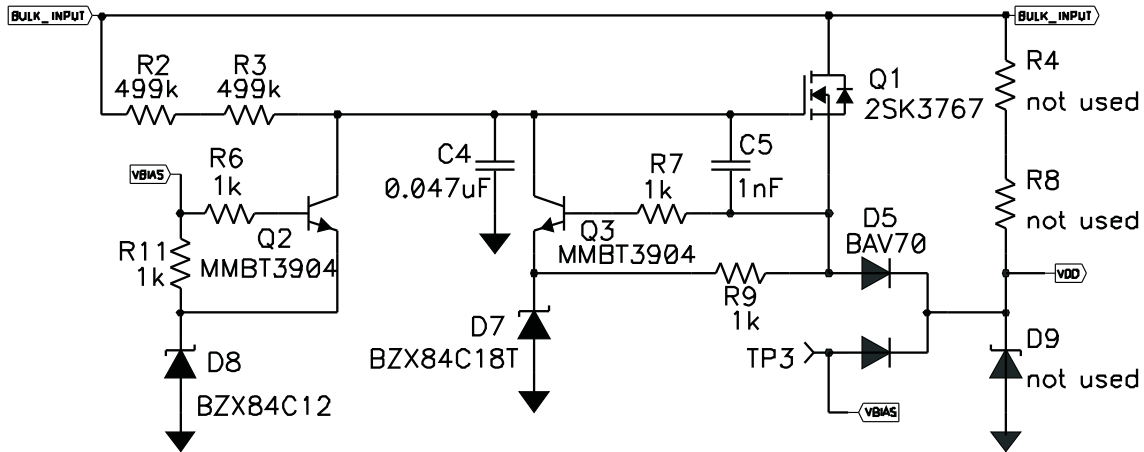 BULK_INPUT
BULK_INPUT
R2
499k
R3
499k
Q1
2SK3767
R4
not used
R6
1k
VBIAS
C4
0.047uF
R7
1k
C5
1nF
R8
not used
R11
1k
Q2
MMBT3904
Q3
MMBT3904
D5
BAV70
VDD
R9
1k
D7
BZX84C18T
TP3
D8
BZX84C12
D9
not used
VBIAS